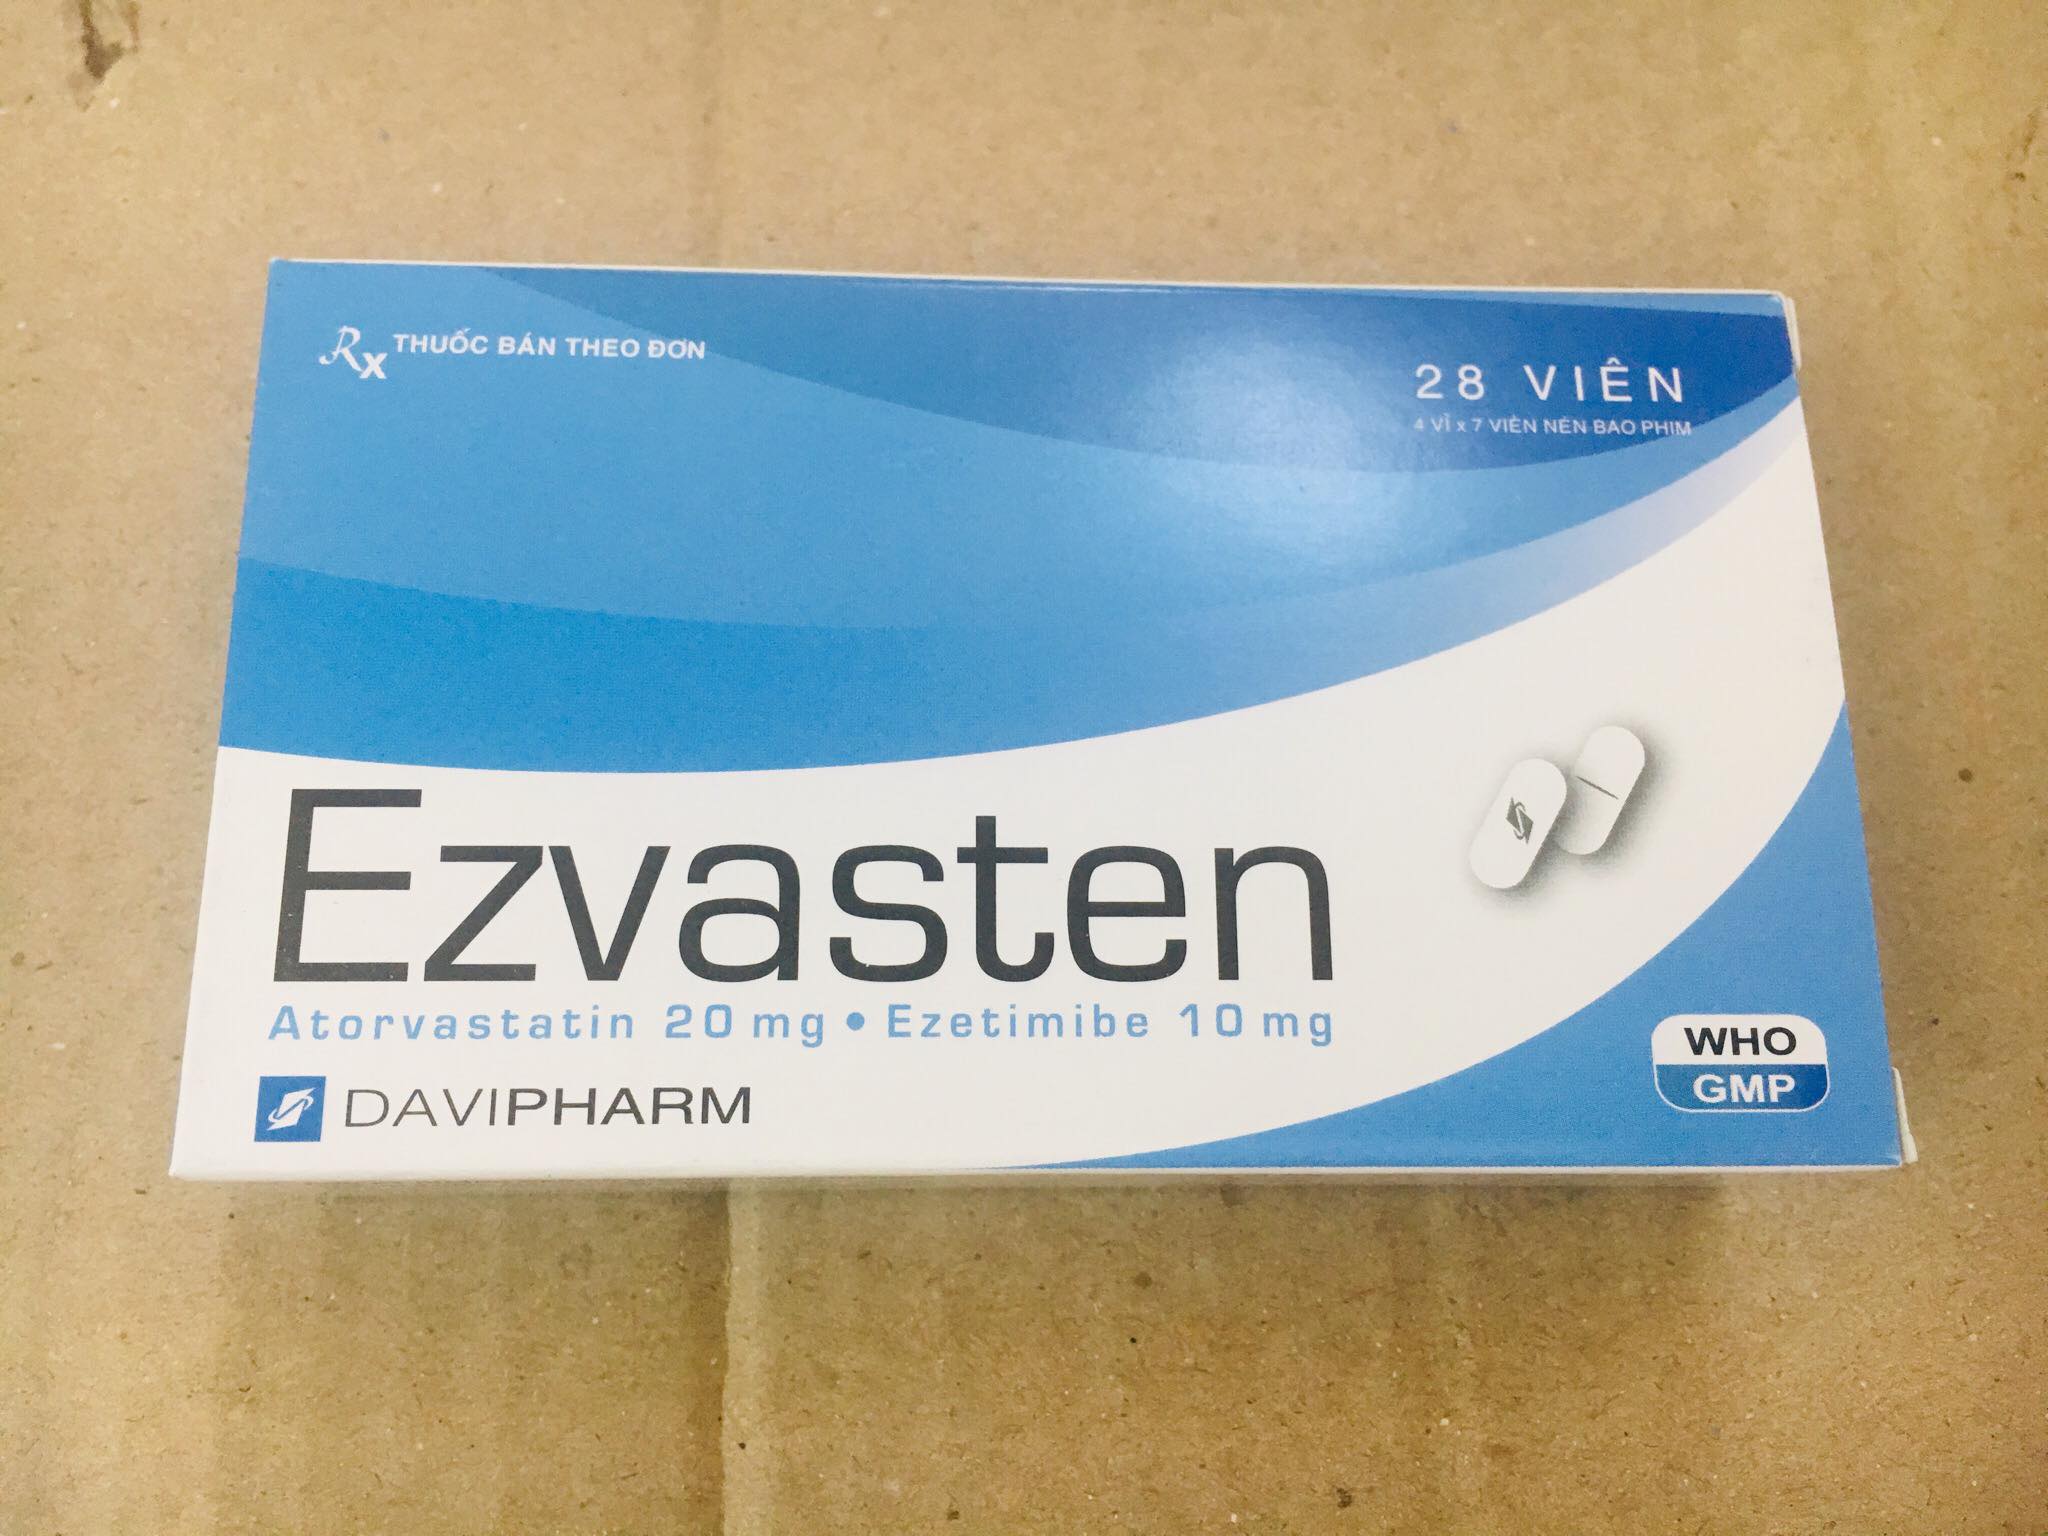 Rx THUỐC BÁN THEO ĐƠN
28 VIÊN
4 VỈ x 7 VIÊN NÉN BAO PHIM
Ezvasten
Atorvastatin 20 mg • Ezetimibe 10 mg
DAVIPHARM
WHO
GMP